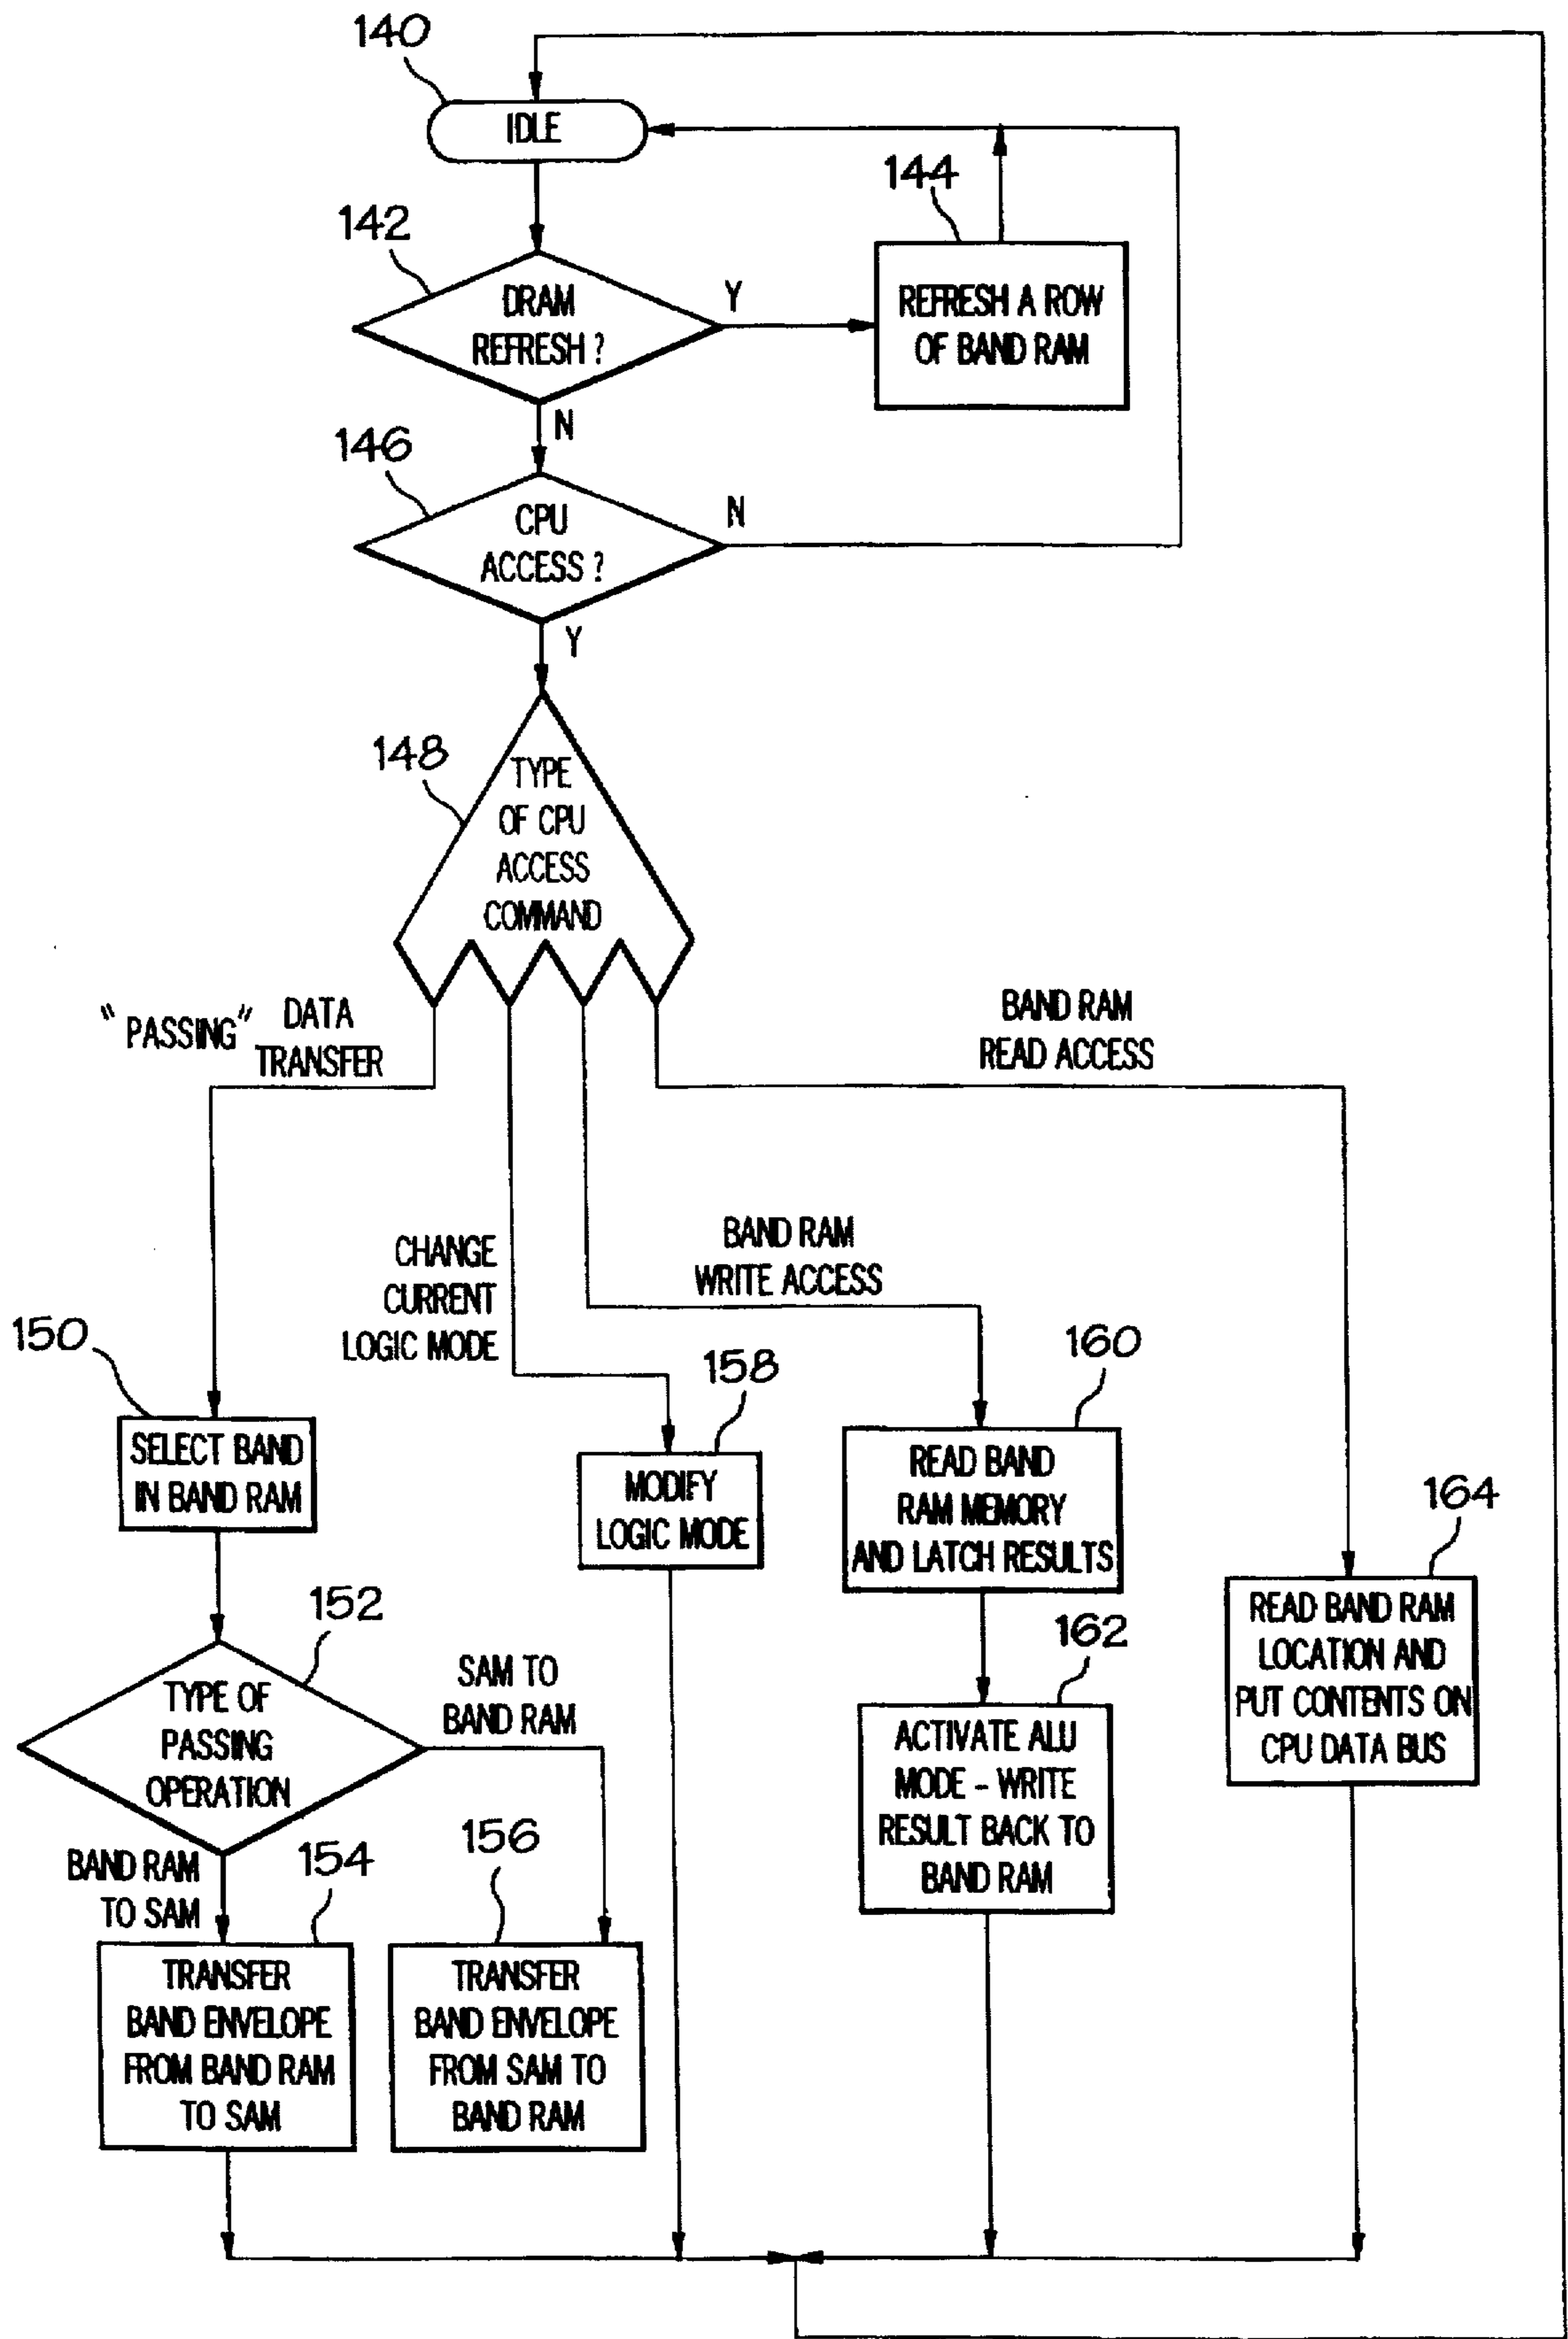 140
IDLE
144
142
DRAM
REFRESH ?
Y
REFRESH A ROW
OF BAND RAM
N
146
CPU
ACCESS ?
N
Y
148
TYPE
OF CPU
ACCESS
COMMAND
"PASSING" DATA
TRANSFER
BAND RAM
READ ACCESS
CHANGE
CURRENT
LOGIC MODE
BAND RAM
WRITE ACCESS
150
SELECT BAND
IN BAND RAM
158
MODIFY
LOGIC MODE
160
READ BAND
RAM MEMORY
AND LATCH RESULTS
164
READ BAND RAM
LOCATION AND
PUT CONTENTS ON
CPU DATA BUS
152
TYPE OF
PASSING
OPERATION
SAM TO
BAND RAM
162
ACTIVATE ALU
MODE - WRITE
RESULT BACK TO
BAND RAM
BAND RAM
TO SAM
154
TRANSFER
BAND ENVELOPE
FROM BAND RAM
TO SAM
156
TRANSFER
BAND ENVELOPE
FROM SAM TO
BAND RAM